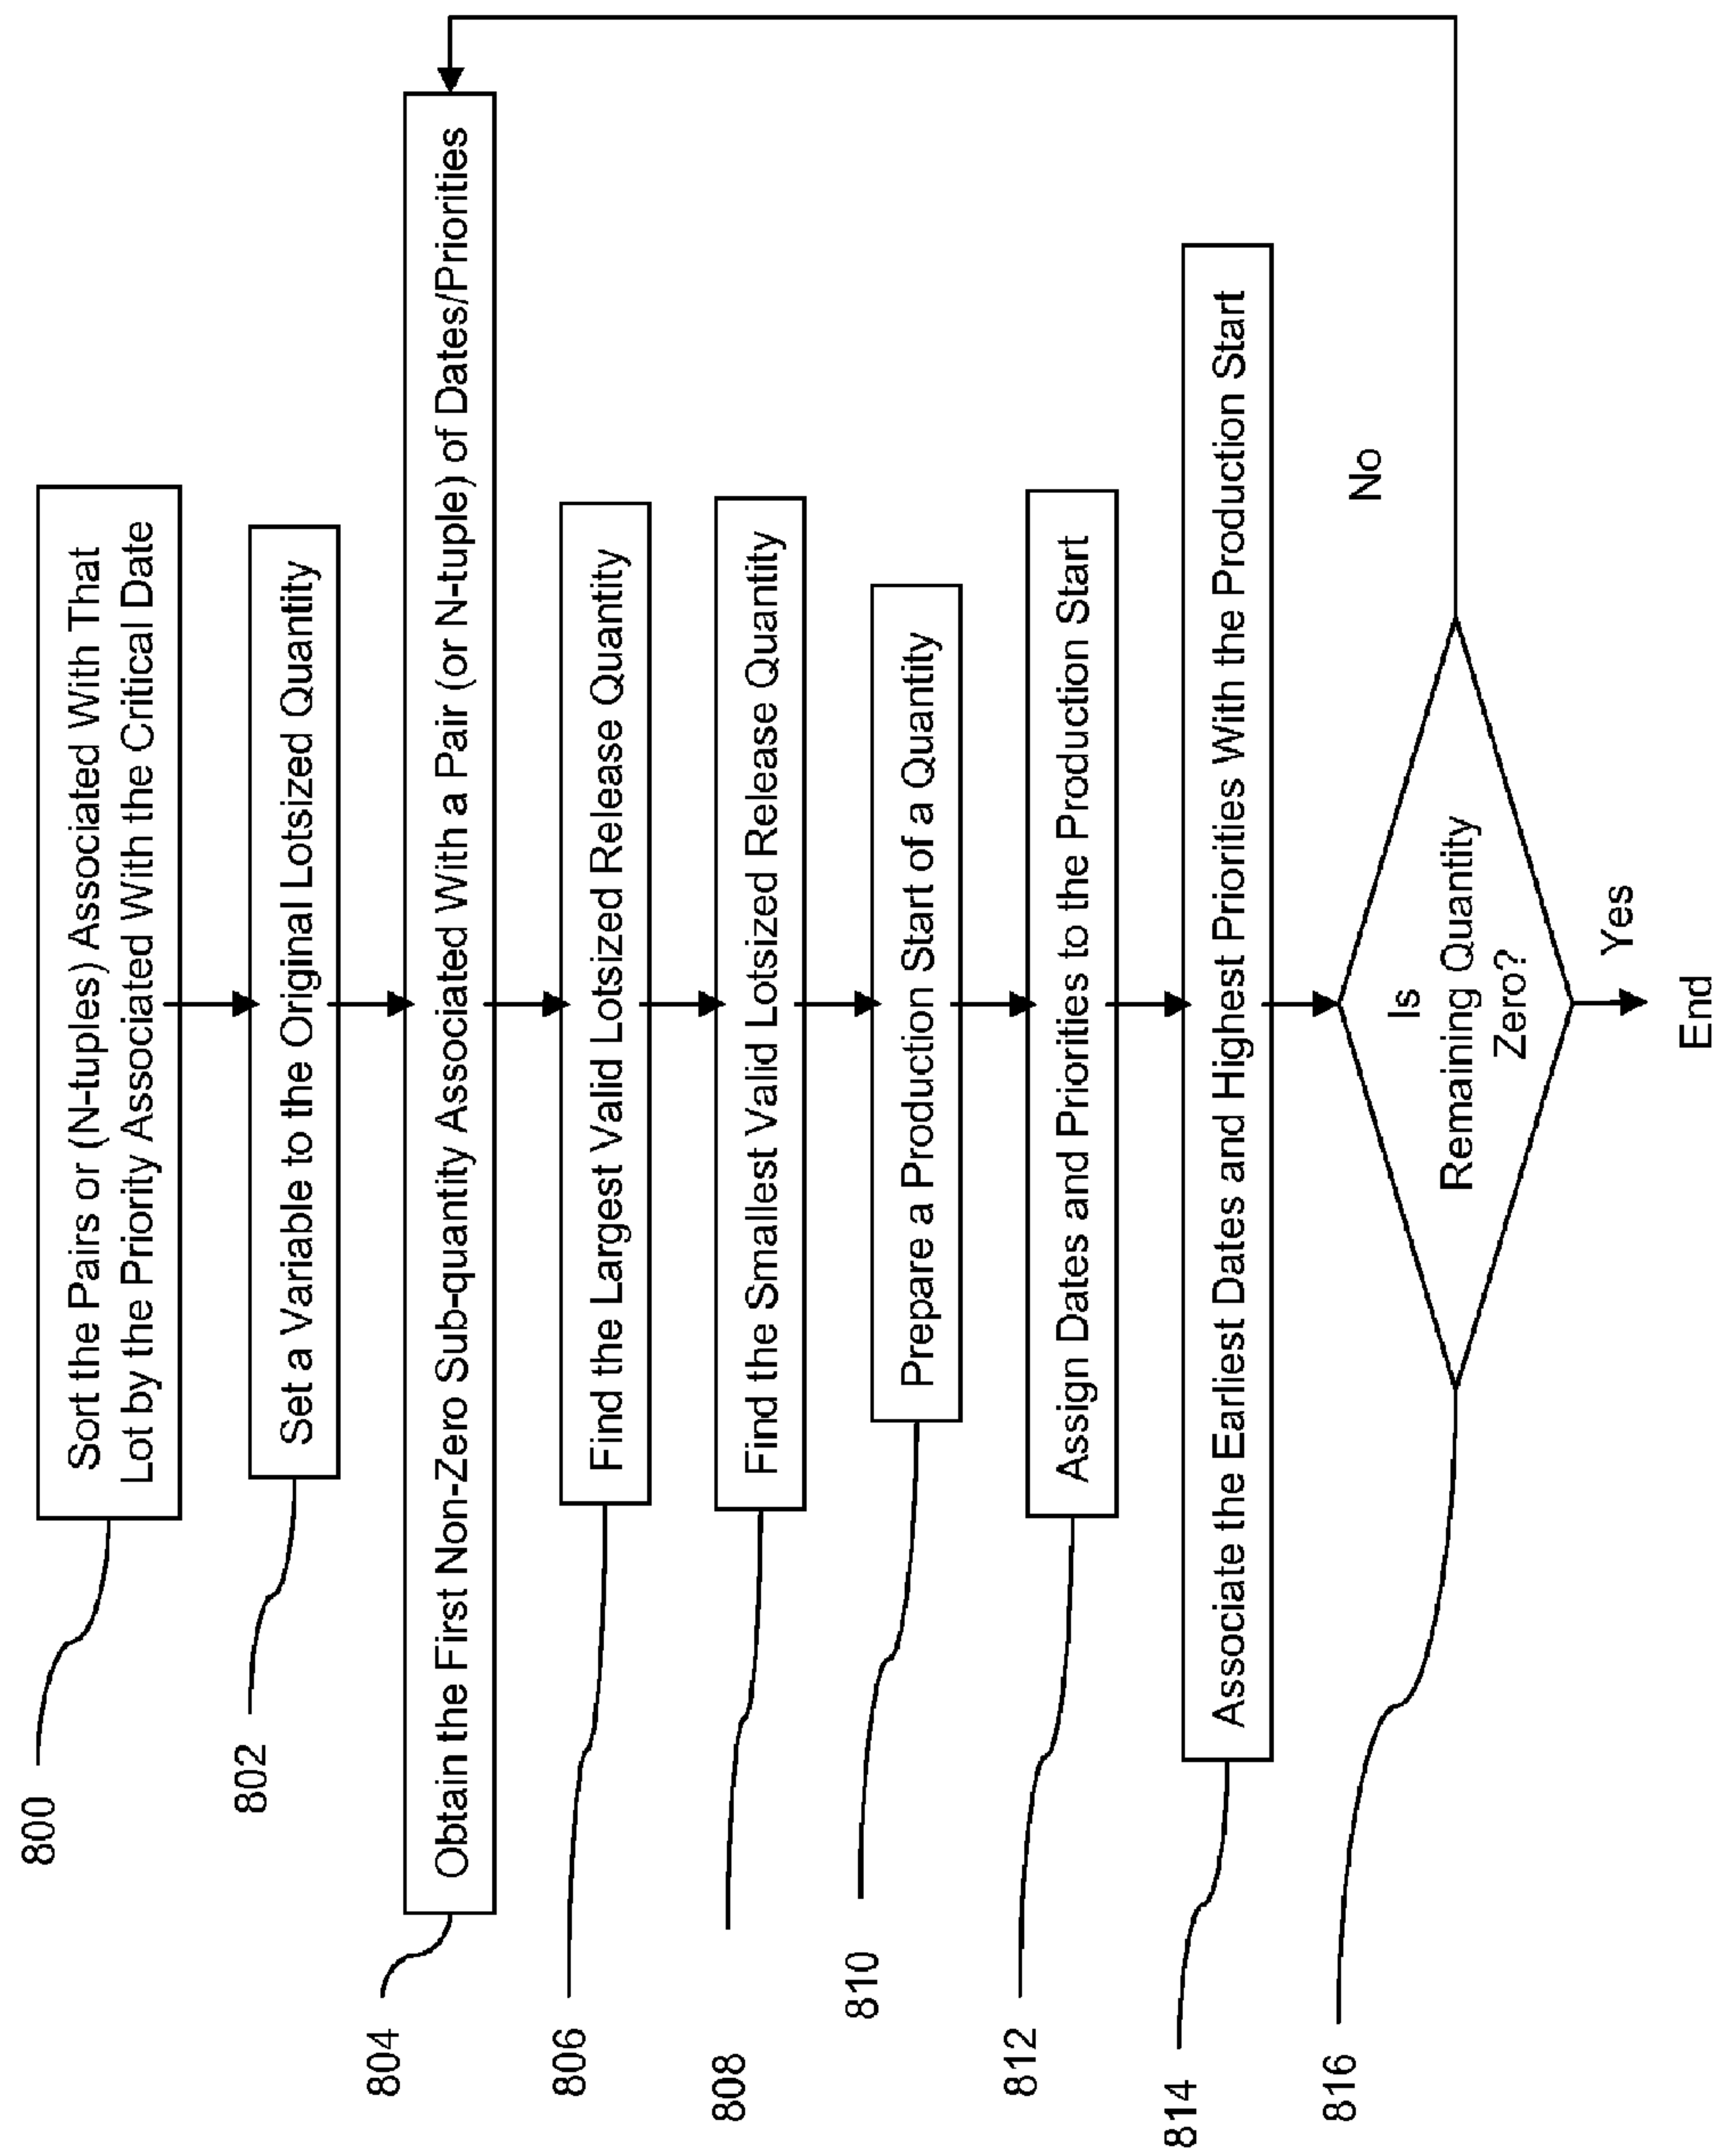 800
Sort the Pairs or (N-tuples) Associated With That
Lot by the Priority Associated With the Critical Date
802
Set a Variable to the Original Lotsized Quantity
804
Obtain the First Non-Zero Sub-quantity Associated With a Pair (or N-tuple) of Dates/Priorities
806
Find the Largest Valid Lotsized Release Quantity
808
Find the Smallest Valid Lotsized Release Quantity
810
Prepare a Production Start of a Quantity
812
Assign Dates and Priorities to the Production Start
814
Associate the Earliest Dates and Highest Priorities With the Production Start
816
Is
Remaining Quantity
Zero?
No
Yes
End